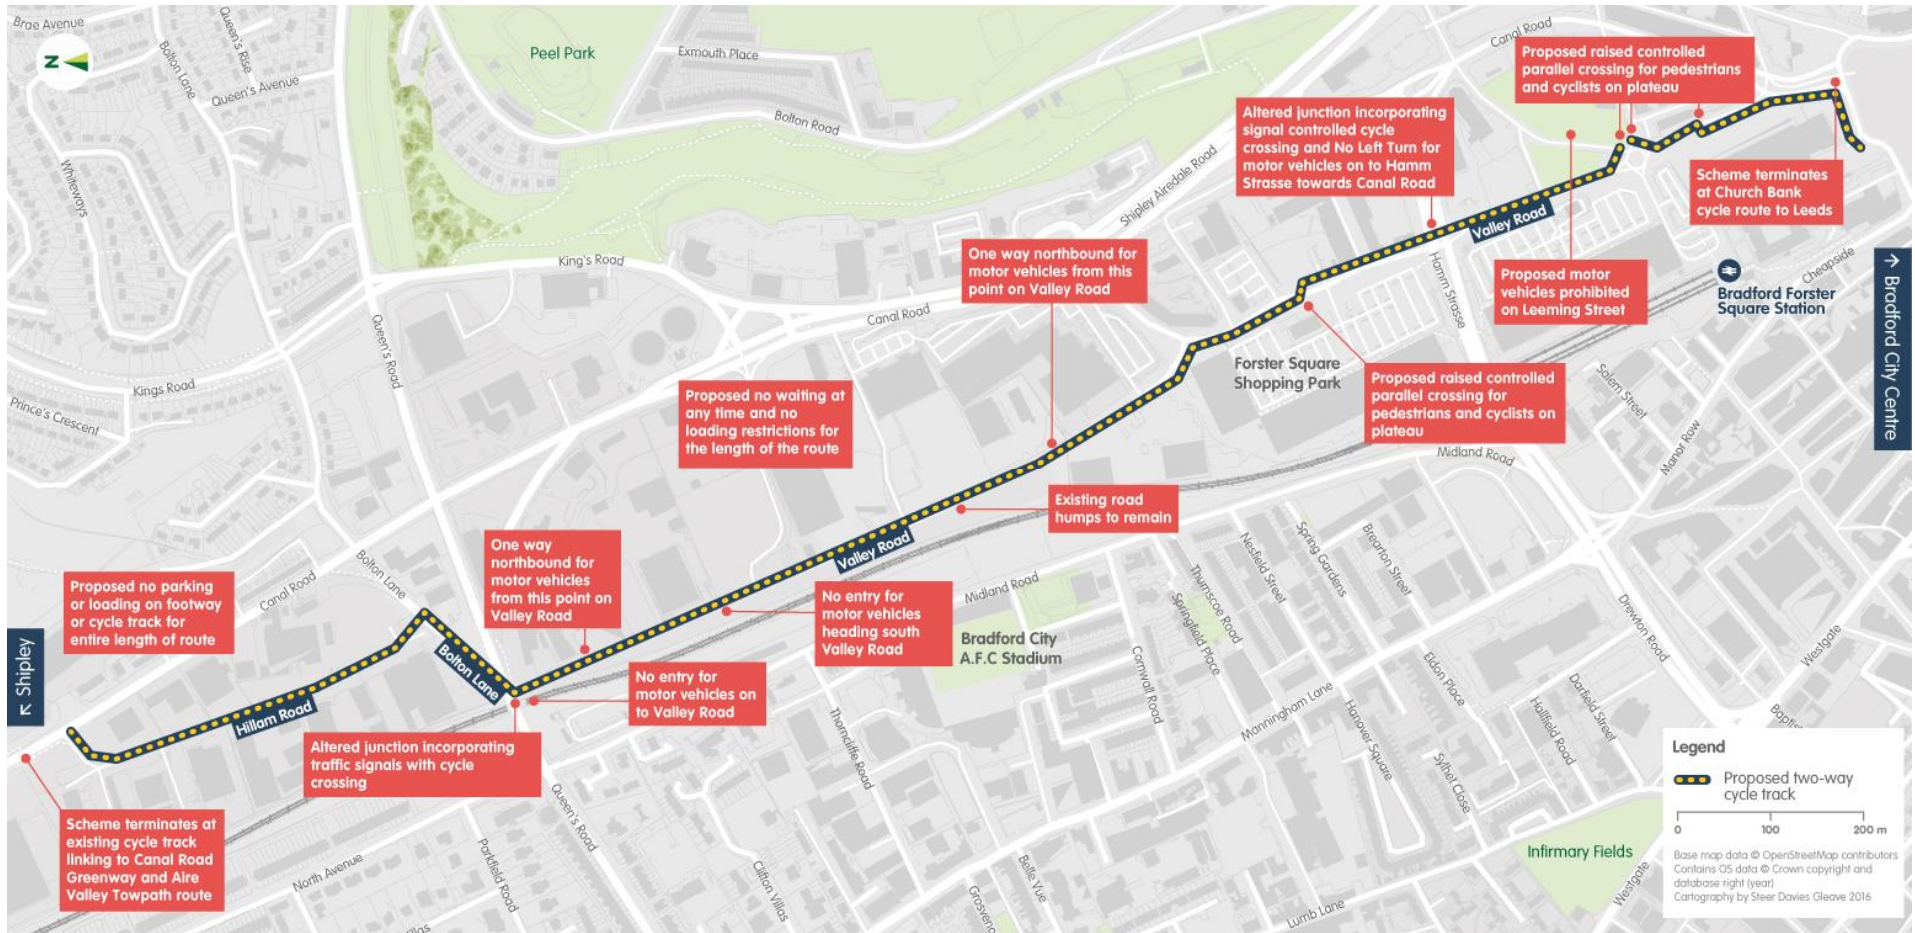 Brae Avenue
Bolton Lane
Queen's Rise
Queen's Avenue
N
Whiteways
Peel Park
Exmouth Place
Bolton Road
Canal Road
Proposed raised controlled
parallel crossing for pedestrians
and cyclists on plateau
Altered junction incorporating
signal controlled cycle
crossing and No Left Turn for
motor vehicles on to Hamm
Strasse towards Canal Road
Shipley Airedale Road
Scheme terminates
at Church Bank
cycle route to Leeds
Valley Road
King's Road
One way northbound for
motor vehicles from this
point on Valley Road
Proposed motor
vehicles prohibited
on Leeming Street
Hamm Strasse
Cheapside
Bradford Forster
Square Station
→ Bradford City Centre
Canal Road
Queen's Road
Kings Road
Prince's Crescent
Forster Square
Shopping Park
Proposed raised controlled
parallel crossing for
pedestrians and cyclists on
plateau
Salem Street
Manor Row
Proposed no waiting at
any time and no
loading restrictions for
the length of the route
Midland Road
Existing road
humps to remain
Valley Road
One way
northbound for
motor vehicles
from this point on
Valley Road
Bolton Lane
Canal Road
Proposed no parking
or loading on footway
or cycle track for
entire length of route
Midland Road
No entry for
motor vehicles
heading south
Valley Road
Bradford City
A.F.C Stadium
Nesfield Street
Spring Gardens
Brearton Street
Thurnscoe Road
Springfield Place
Drewton Road
Westgate
↖ Shipley
Bolton Lane
No entry for
motor vehicles on
to Valley Road
Hillam Road
Altered junction incorporating
traffic signals with cycle
crossing
Cornwall Road
Manningham Lane
Eldon Place
Hallfield Road
Darfield Street
Hanover Square
Thorncliffe Road
Sylhet Close
Scheme terminates at
existing cycle track
linking to Canal Road
Greenway and Aire
Valley Towpath route
North Avenue
Parkfield Road
Queen's Road
Clifton Villas
Belle Vue
Lumb Lane
Infirmary Fields
Westgate
Legend
Proposed two-way
cycle track
0 100 200 m
Base map data © OpenStreetMap contributors
Contains OS data © Crown copyright and
database right (year)
Cartography by Steer Davies Gleave 2016